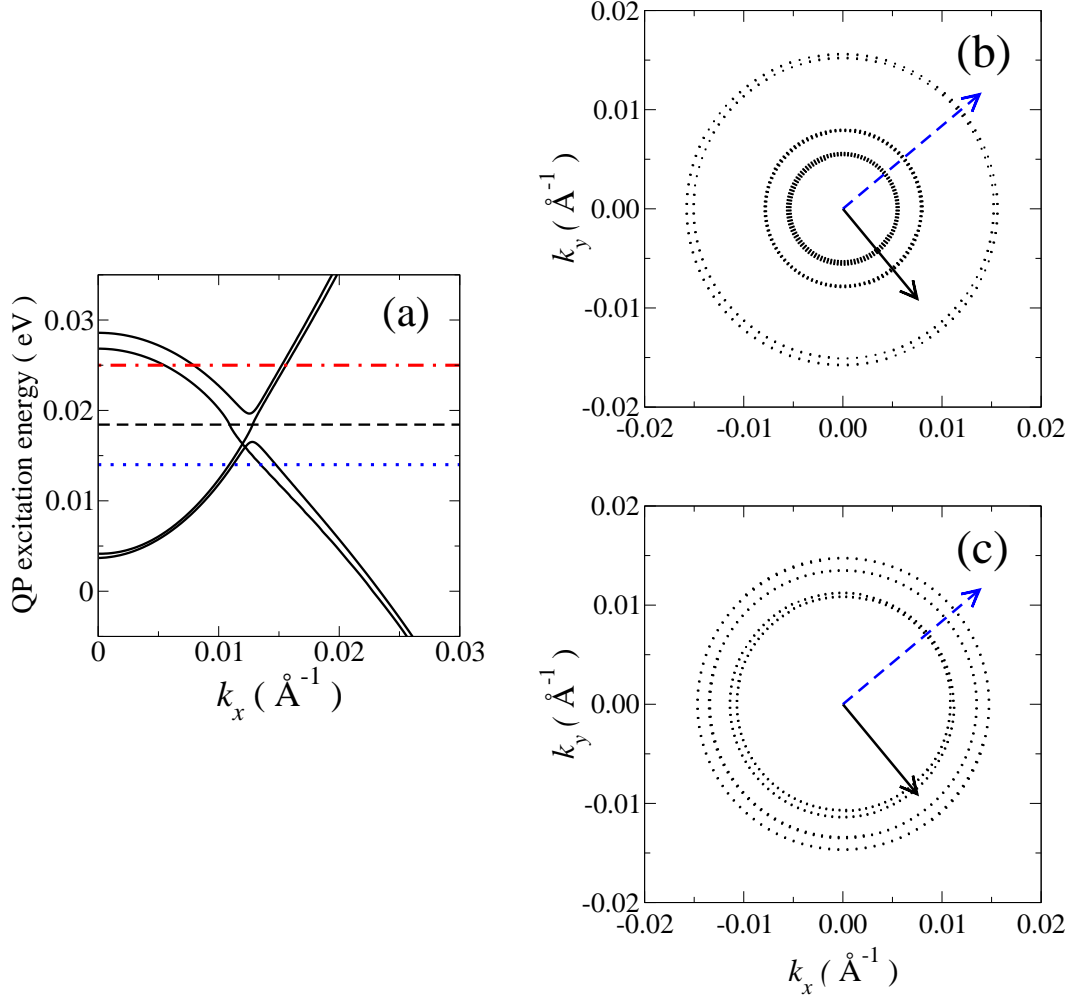 (a)
QP excitation energy ( eV )
0.03
0.02
0.01
0
0 0.01 0.02 0.03
k_x ( Å^-1 )
(b)
k_y ( Å^-1 )
0.02
0.01
0.00
-0.01
-0.02
-0.02 -0.01 0.00 0.01 0.02
(c)
k_y ( Å^-1 )
0.02
0.01
0.00
-0.01
-0.02
-0.02 -0.01 0.00 0.01 0.02
k_x ( Å^-1 )